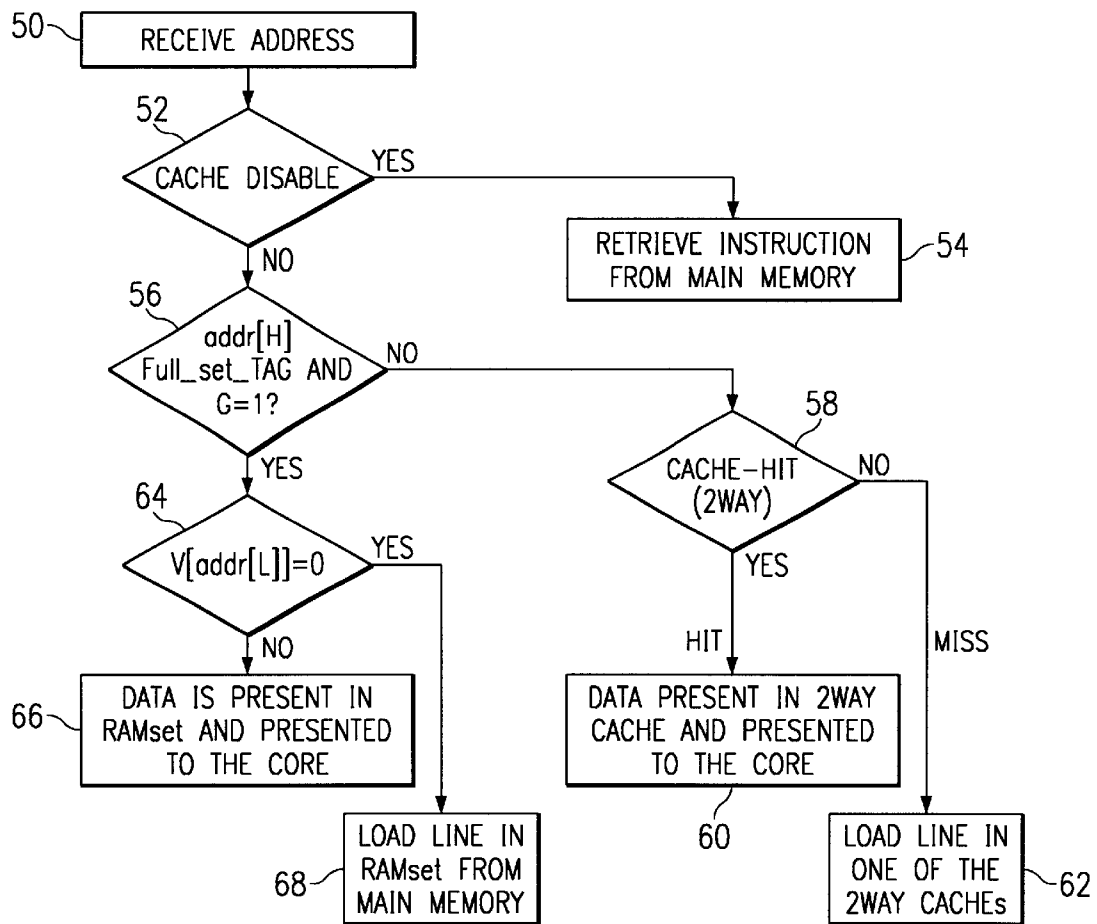 50
RECEIVE ADDRESS
52
CACHE DISABLE
YES
NO
RETRIEVE INSTRUCTION
FROM MAIN MEMORY
54
56
addr[H]
Full_set_TAG AND
G=1?
NO
YES
58
CACHE-HIT
(2WAY)
NO
YES
64
V[addr[L]]=0
YES
NO
HIT
MISS
66
DATA IS PRESENT IN
RAMset AND PRESENTED
TO THE CORE
DATA PRESENT IN 2WAY
CACHE AND PRESENTED
TO THE CORE
60
68
LOAD LINE IN
RAMset FROM
MAIN MEMORY
LOAD LINE IN
ONE OF THE
2WAY CACHEs
62